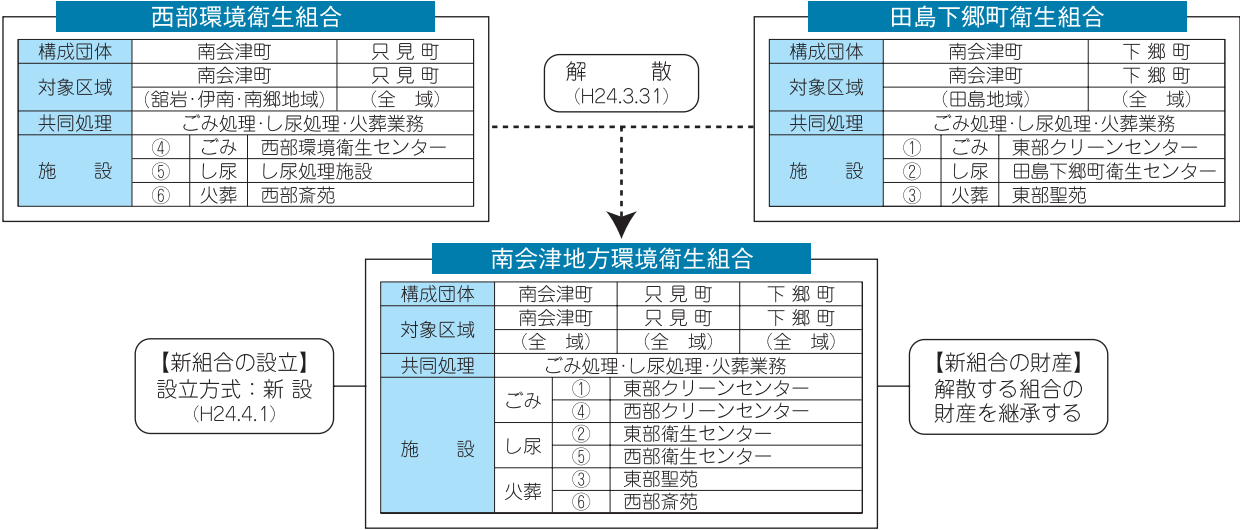 西部環境衛生組合
構成団体 南会津町 只見町
対象区域 南会津町 只見町
(舘岩・伊南・南郷地域) (全　域)
共同処理 ごみ処理・し尿処理・火葬業務
施　設 ④ ごみ 西部環境衛生センター
⑤ し尿 し尿処理施設
⑥ 火葬 西部斎苑
解　散
(H24.3.31)
田島下郷町衛生組合
構成団体 南会津町 下郷町
対象区域 南会津町 下郷町
(田島地域) (全　域)
共同処理 ごみ処理・し尿処理・火葬業務
施　設 ① ごみ 東部クリーンセンター
② し尿 田島下郷町衛生センター
③ 火葬 東部聖苑
南会津地方環境衛生組合
構成団体 南会津町 只見町 下郷町
対象区域 南会津町 只見町 下郷町
(全　域) (全　域) (全　域)
共同処理 ごみ処理・し尿処理・火葬業務
施　設 ごみ ① 東部クリーンセンター
④ 西部クリーンセンター
し尿 ② 東部衛生センター
⑤ 西部衛生センター
火葬 ③ 東部聖苑
⑥ 西部斎苑
【新組合の設立】
設立方式：新設
(H24.4.1)
【新組合の財産】
解散する組合の
財産を継承する